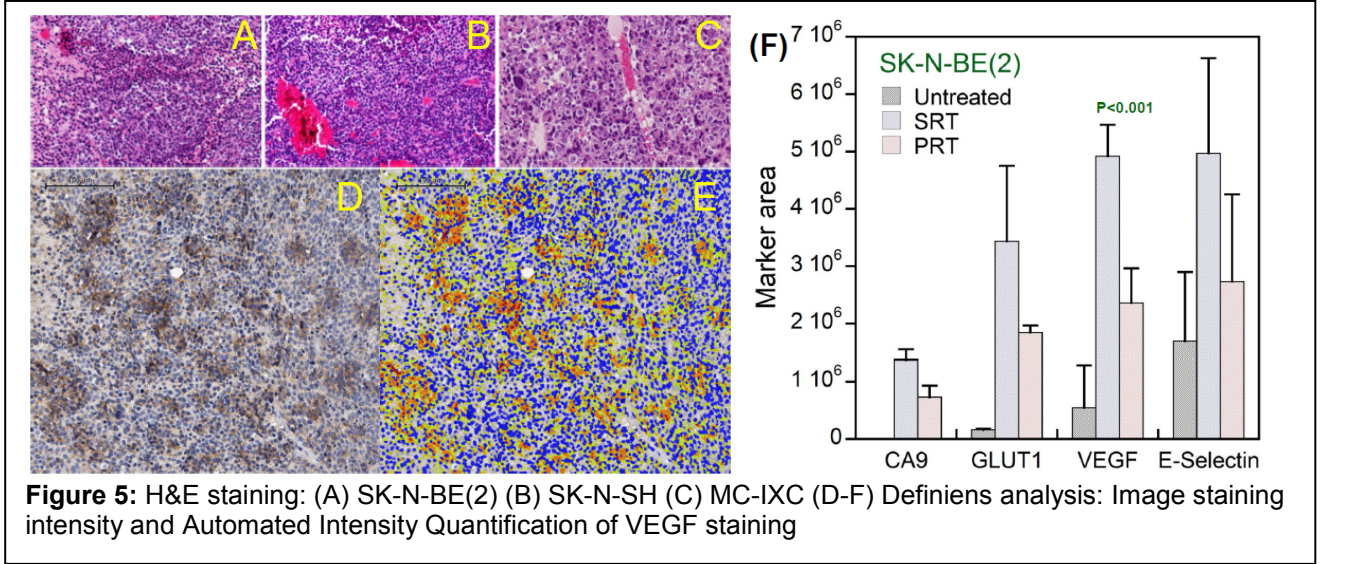 A
B
C
D
E
(F)
7 10⁶
6 10⁶
5 10⁶
4 10⁶
3 10⁶
2 10⁶
1 10⁶
0
Marker area
SK-N-BE(2)
Untreated
SRT
PRT
P<0.001
CA9 GLUT1 VEGF E-Selectin
Figure 5: H&E staining: (A) SK-N-BE(2) (B) SK-N-SH (C) MC-IXC (D-F) Definiens analysis: Image staining
intensity and Automated Intensity Quantification of VEGF staining